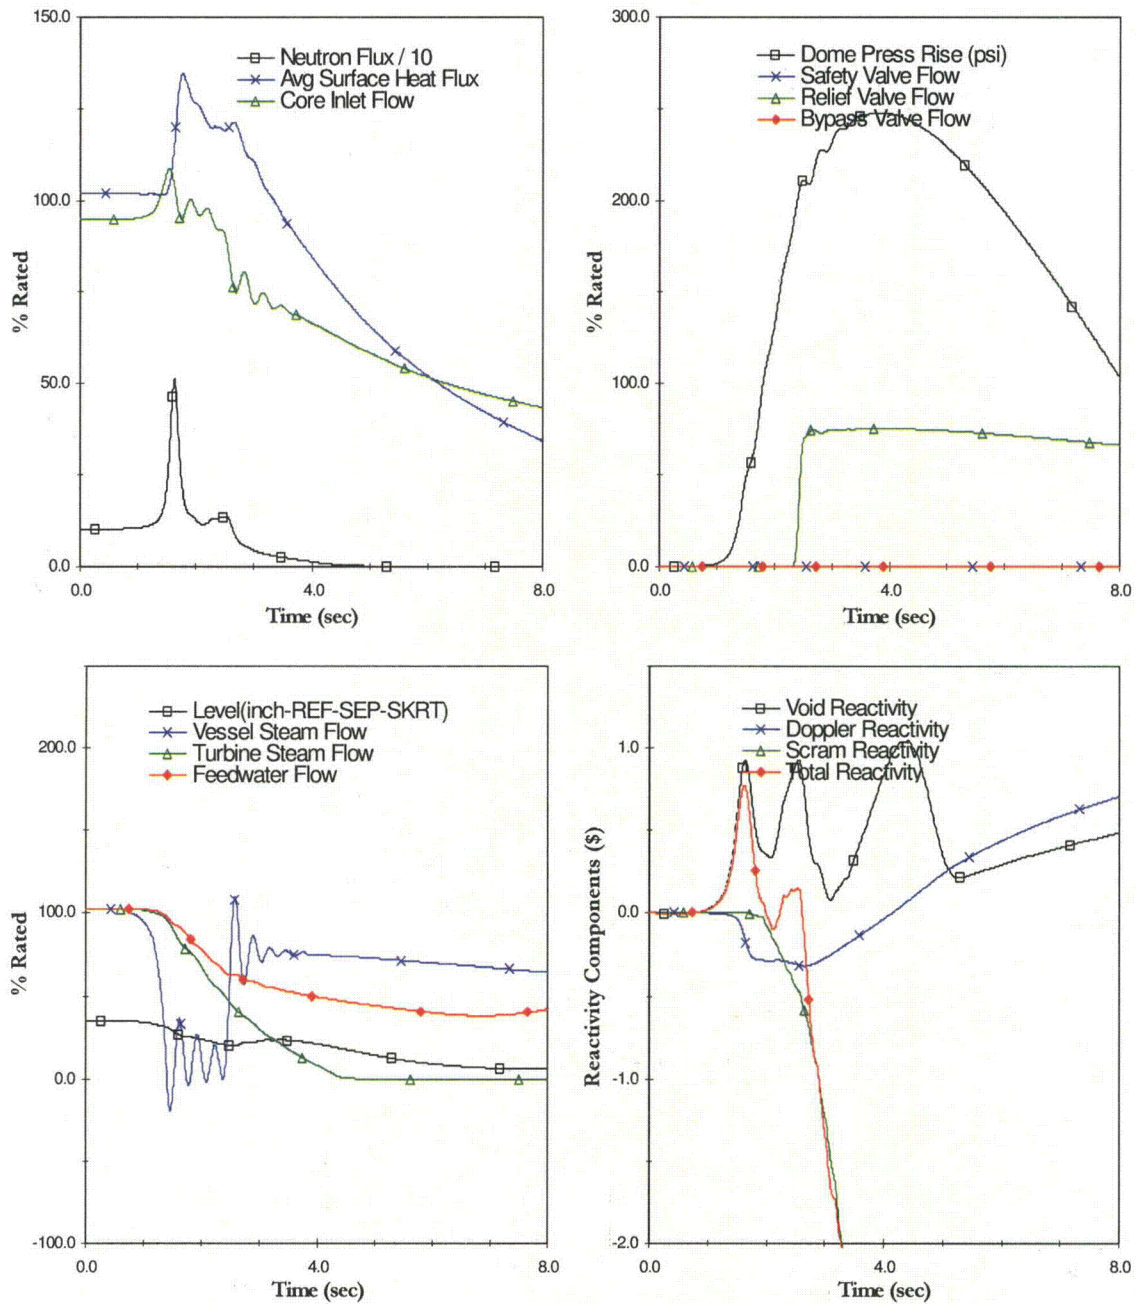 150.0
Neutron Flux / 10
Avg Surface Heat Flux
Core Inlet Flow
100.0
% Rated
50.0
0.0
0.0
4.0
8.0
Time (sec)
300.0
Dome Press Rise (psi)
Safety Valve Flow
Relief Valve Flow
Bypass Valve Flow
200.0
% Rated
100.0
0.0
0.0
4.0
8.0
Time (sec)
Level(inch-REF-SEP-SKRT)
Vessel Steam Flow
Turbine Steam Flow
Feedwater Flow
200.0
100.0
% Rated
0.0
-100.0
0.0
4.0
8.0
Time (sec)
Void Reactivity
Doppler Reactivity
Scram Reactivity
Total Reactivity
1.0
0.0
Reactivity Components ($)
-1.0
-2.0
0.0
4.0
8.0
Time (sec)